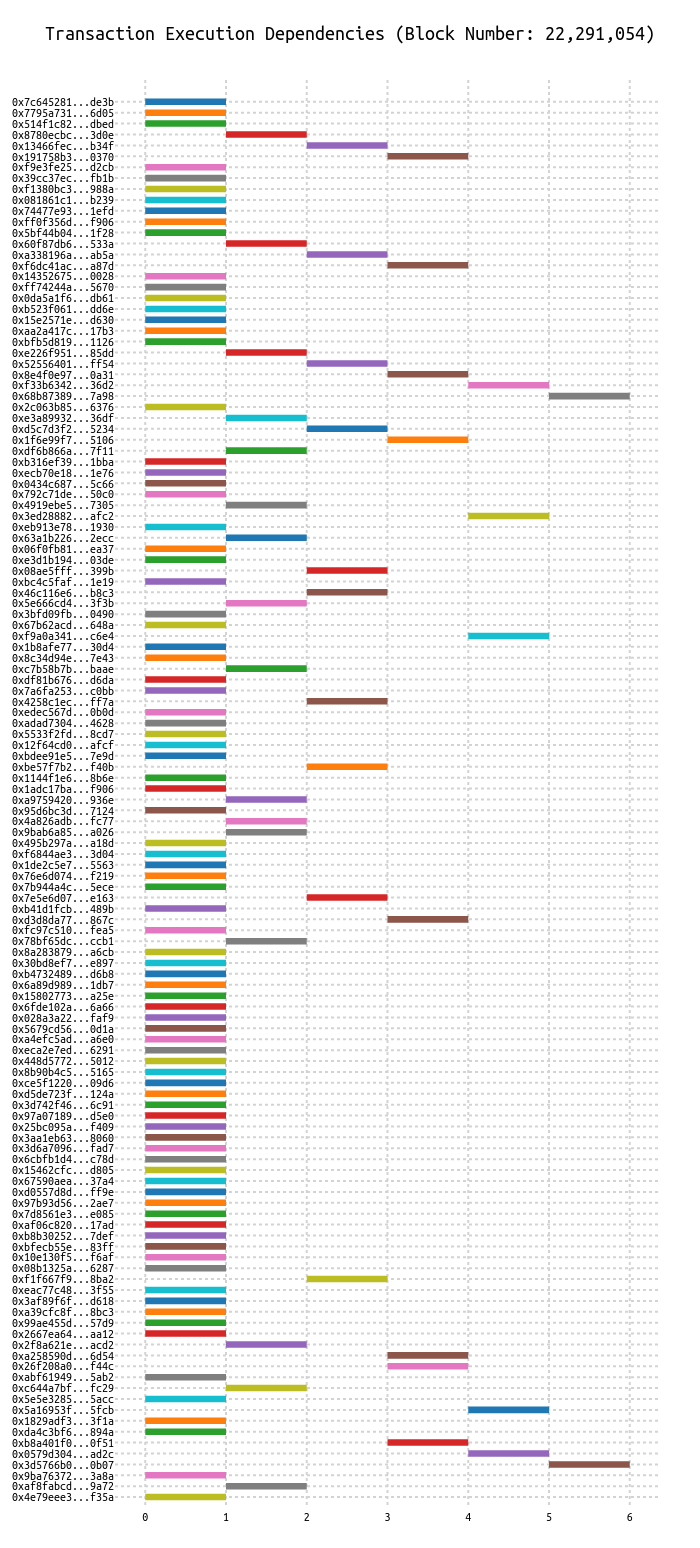 Transaction Execution Dependencies (Block Number: 22,291,054)
0x7c645281...de3b
0x7795a731...6d05
0x514f1c82...dbed
0x8780ecbc...3d0e
0x13466fec...b34f
0x191758b3...0370
0xf9e3fe25...d2cb
0x39cc37ec...fb1b
0xf1380bc3...988a
0x081861c1...b239
0x74477e93...1efd
0xff0f356d...f906
0x5bf44b04...1f28
0x60f87db6...533a
0xa338196a...ab5a
0xf6dc41ac...a87d
0x14352675...0028
0xff74244a...5670
0x0da5a1f6...db61
0xb523f061...dd6e
0x15e2571e...d630
0xaa2a417c...17b3
0xbfb5d819...1126
0xe226f951...85dd
0x52556401...ff54
0x8e4f0e97...0a31
0xf33b6342...36d2
0x68b87389...7a98
0x2c063b85...6376
0xe3a89932...36df
0xd5c7d3f2...5234
0x1f6e99f7...5106
0xdf6b866a...7f11
0xb316ef39...1bba
0xecb70e18...1e76
0x0434c687...5c66
0x792c71de...50c0
0x4919ebe5...7305
0x3ed28882...afc2
0xeb913e78...1930
0x63a1b226...2ecc
0x06f0fb81...ea37
0xe3d1b194...03de
0x08ae5fff...399b
0xbc4c5faf...1e19
0x46c116e6...b8c3
0x5e666cd4...3f3b
0x3bfd09fb...0490
0x67b62acd...648a
0xf9a0a341...c6e4
0x1b8afe77...30d4
0x8c34d94e...7e43
0xc7b58b7b...baae
0xdf81b676...d6da
0x7a6fa253...c0bb
0x4258c1ec...ff7a
0xedec567d...0b0d
0xadad7304...4628
0x5533f2fd...8cd7
0x12f64cd0...afcf
0xbdee91e5...7e9d
0xbe57f7b2...f40b
0x1144f1e6...8b6e
0x1adc17ba...f906
0xa9759420...936e
0x95d6bc3d...7124
0x4a826adb...fc77
0x9bab6a85...a026
0x495b297a...a18d
0xf6844ae3...3d04
0x1de2c5e7...5563
0x76e6d074...f219
0x7b944a4c...5ece
0x7e5e6d07...e163
0xb41d1fcb...489b
0xd3d8da77...867c
0xfc97c510...fea5
0x78bf65dc...ccb1
0x8a283879...a6cb
0x30bd8ef7...e897
0xb4732489...d6b8
0x6a89d989...1db7
0x15802773...a25e
0x6fde102a...6a66
0x028a3a22...faf9
0x5679cd56...0d1a
0xa4efc5ad...a6e0
0xeca2e7ed...6291
0x448d5772...5012
0x8b90b4c5...5165
0xce5f1220...09d6
0xd5de723f...124a
0x3d742f46...6c91
0x97a07189...d5e0
0x25bc095a...f409
0x3aa1eb63...8060
0x3d6a7096...fad7
0x6cbfb1d4...c78d
0x15462cfc...d805
0x67590aea...37a4
0xd0557d8d...ff9e
0x97b93d56...2ae7
0x7d8561e3...e085
0xaf06c820...17ad
0xb8b30252...7def
0xbfecb55e...83ff
0x10e130f5...f6af
0x08b1325a...6287
0xf1f667f9...8ba2
0xeac77c48...3f55
0x3af89f6f...d618
0xa39cfc8f...8bc3
0x99ae455d...57d9
0x2667ea64...aa12
0x2f8a621e...acd2
0xa258590d...6d54
0x26f208a0...f44c
0xabf61949...5ab2
0xc644a7bf...fc29
0x5e5e3285...5acc
0x5a16953f...5fcb
0x1829adf3...3f1a
0xda4c3bf6...894a
0xb8a401f0...0f51
0x0579d304...ad2c
0x3d5766b0...0b07
0x9ba76372...3a8a
0xaf8fabcd...9a72
0x4e79eee3...f35a
0 1 2 3 4 5 6